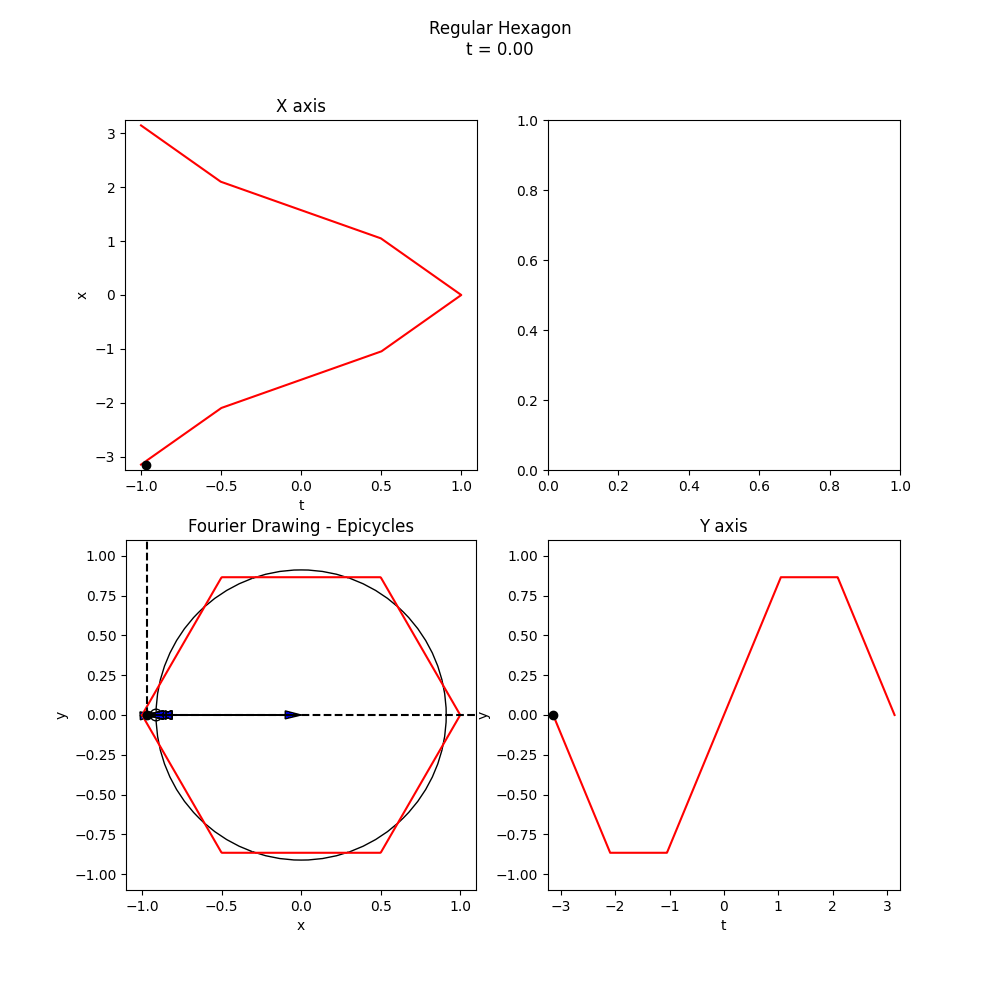 Regular Hexagon
t = 0.00
X axis
3
2
1
0
−1
−2
−3
x
−1.0 −0.5 0.0 0.5 1.0
t
1.0
0.8
0.6
0.4
0.2
0.0
0.0 0.2 0.4 0.6 0.8 1.0
Fourier Drawing - Epicycles
1.00
0.75
0.50
0.25
0.00
−0.25
−0.50
−0.75
−1.00
y
−1.0 −0.5 0.0 0.5 1.0
x
Y axis
1.00
0.75
0.50
0.25
0.00
−0.25
−0.50
−0.75
−1.00
y
−3 −2 −1 0 1 2 3
t